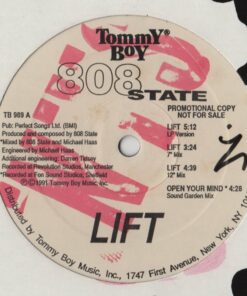 TOMMY BOY
808
STATE
TB 989 A
PROMOTIONAL COPY
NOT FOR SALE
Pub: Perfect Songs Ltd. (BMI)
Produced and composed by 808 State
*Mixed by 808 State and Michael Haas
Engineered by Michael Haas
Additional engineering: Darren Tidsey
Recorded at Revolution Studios, Manchester
*Recorded at Fon Sound Studios, Sheffield
℗ © 1991 Tommy Boy Music, Inc.
LIFT 5:12
LP Version
LIFT 3:24
7" Mix
LIFT 4:39
12" Mix
OPEN YOUR MIND * 4:28
Sound Garden Mix
LIFT
Distributed by Tommy Boy Music, Inc., 1747 First Avenue, New York,